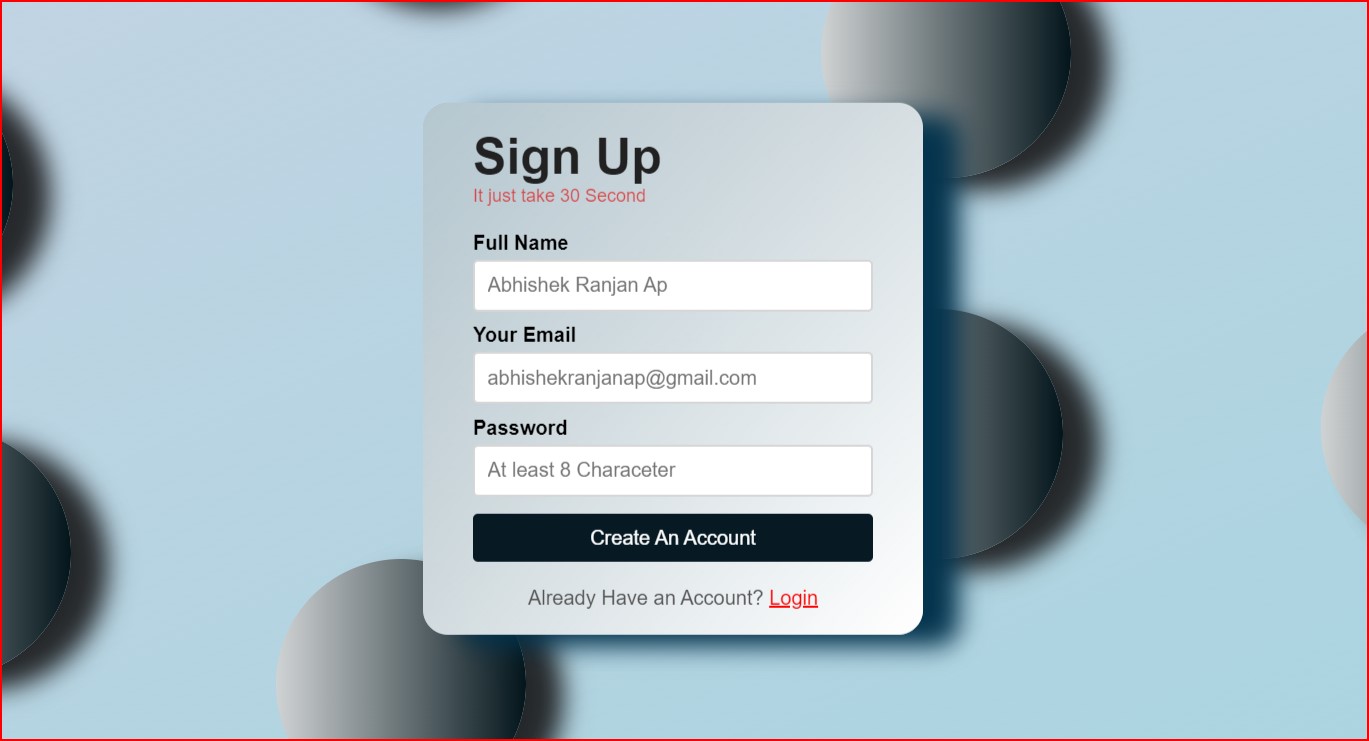 Sign Up
It just take 30 Second
Full Name
Abhishek Ranjan Ap
Your Email
abhishekranjanap@gmail.com
Password
At least 8 Characeter
Create An Account
Already Have an Account? Login